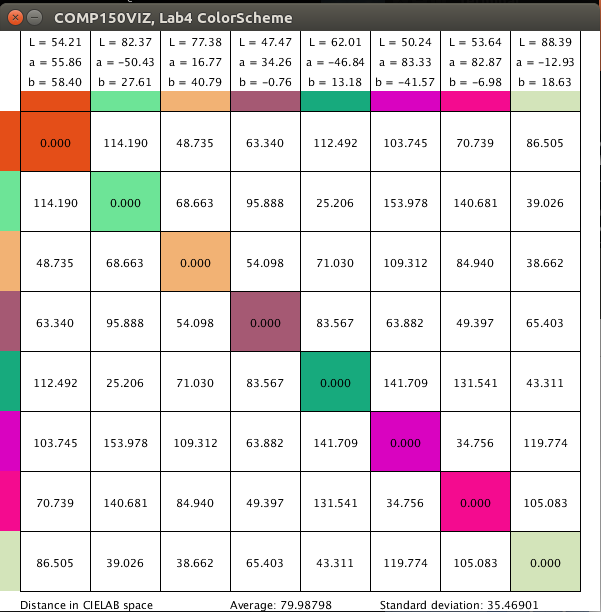 COMP150VIZ, Lab4 ColorScheme
L = 54.21 L = 82.37 L = 77.38 L = 47.47 L = 62.01 L = 50.24 L = 53.64 L = 88.39
a = 55.86 a = −50.43 a = 16.77 a = 34.26 a = −46.84 a = 83.33 a = 82.87 a = −12.93
b = 58.40 b = 27.61 b = 40.79 b = −0.76 b = 13.18 b = −41.57 b = −6.98 b = 18.63
0.000 114.190 48.735 63.340 112.492 103.745 70.739 86.505
114.190 0.000 68.663 95.888 25.206 153.978 140.681 39.026
48.735 68.663 0.000 54.098 71.030 109.312 84.940 38.662
63.340 95.888 54.098 0.000 83.567 63.882 49.397 65.403
112.492 25.206 71.030 83.567 0.000 141.709 131.541 43.311
103.745 153.978 109.312 63.882 141.709 0.000 34.756 119.774
70.739 140.681 84.940 49.397 131.541 34.756 0.000 105.083
86.505 39.026 38.662 65.403 43.311 119.774 105.083 0.000
Distance in CIELAB space Average: 79.98798 Standard deviation: 35.46901